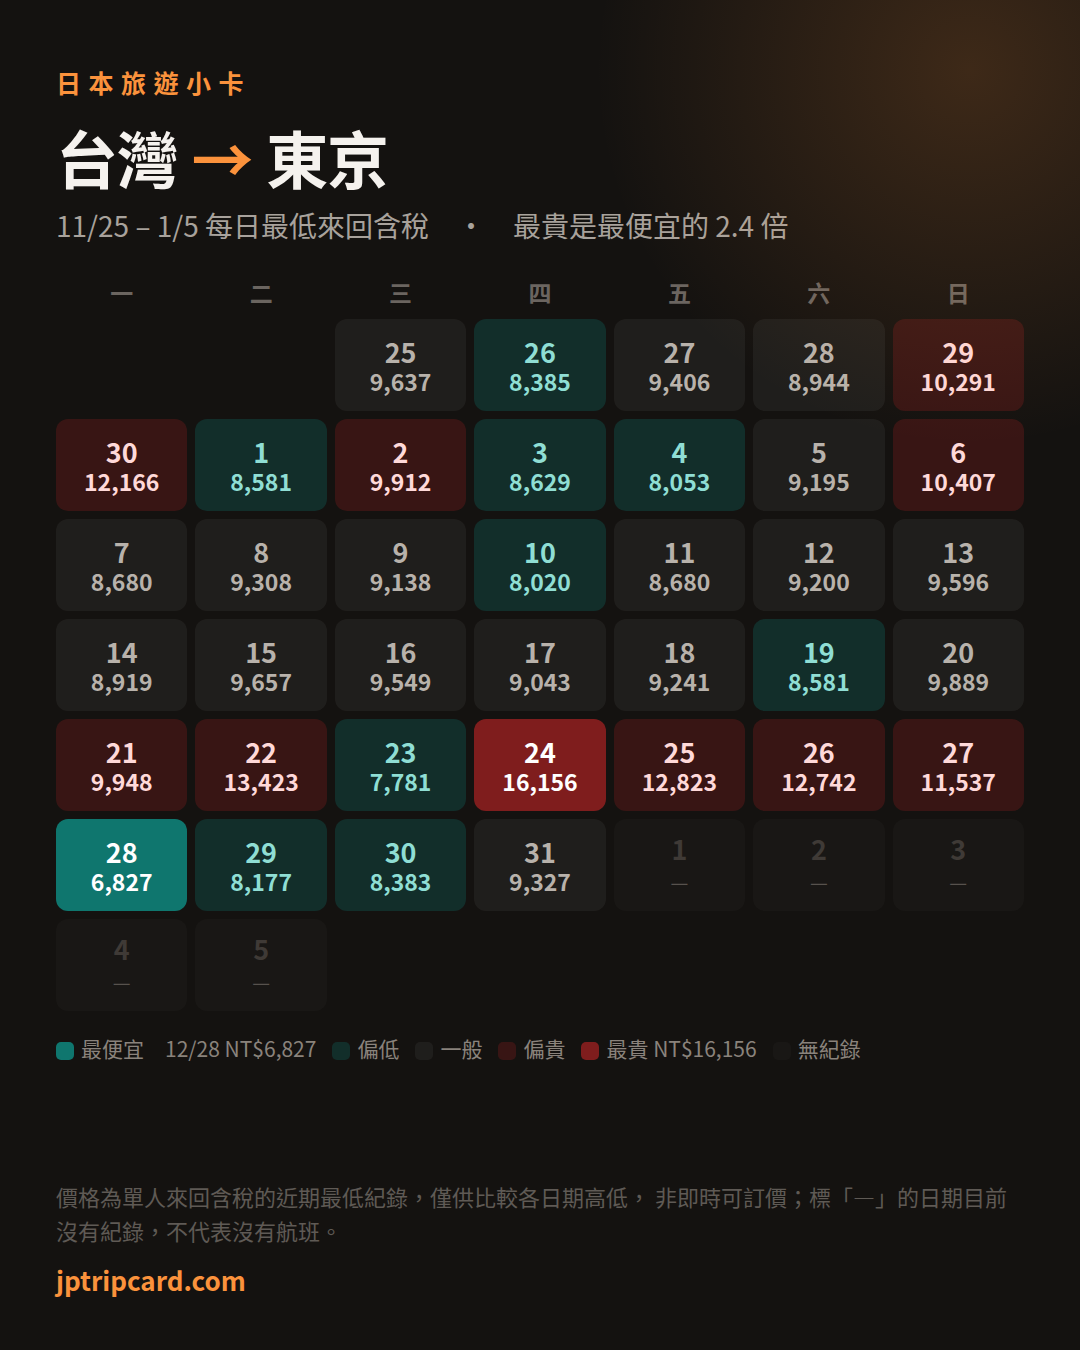 日本旅遊小卡
台灣 → 東京
11/25 – 1/5 每日最低來回含稅 ・ 最貴是最便宜的 2.4 倍
一 二 三 四 五 六 日
25 26 27 28 29
9,637 8,385 9,406 8,944 10,291
30 1 2 3 4 5 6
12,166 8,581 9,912 8,629 8,053 9,195 10,407
7 8 9 10 11 12 13
8,680 9,308 9,138 8,020 8,680 9,200 9,596
14 15 16 17 18 19 20
8,919 9,657 9,549 9,043 9,241 8,581 9,889
21 22 23 24 25 26 27
9,948 13,423 7,781 16,156 12,823 12,742 11,537
28 29 30 31 1 2 3
6,827 8,177 8,383 9,327 — — —
4 5
— —
最便宜 12/28 NT$6,827 偏低 一般 偏貴 最貴 NT$16,156 無紀錄
價格為單人來回含稅的近期最低紀錄，僅供比較各日期高低， 非即時可訂價；標「—」的日期目前
沒有紀錄，不代表沒有航班。
jptripcard.com